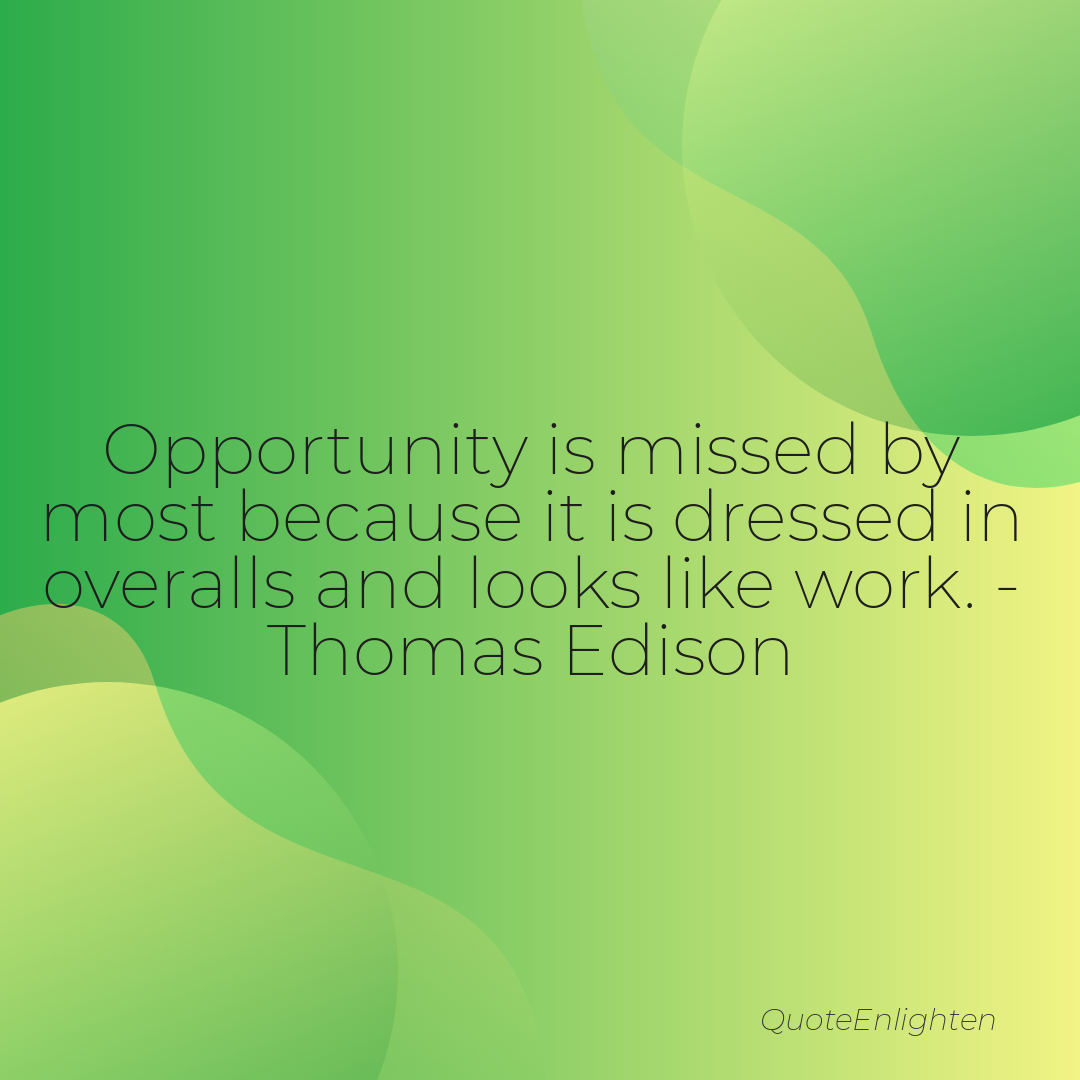 Opportunity is missed by
most because it is dressed in
overalls and looks like work. -
Thomas Edison
QuoteEnlighten